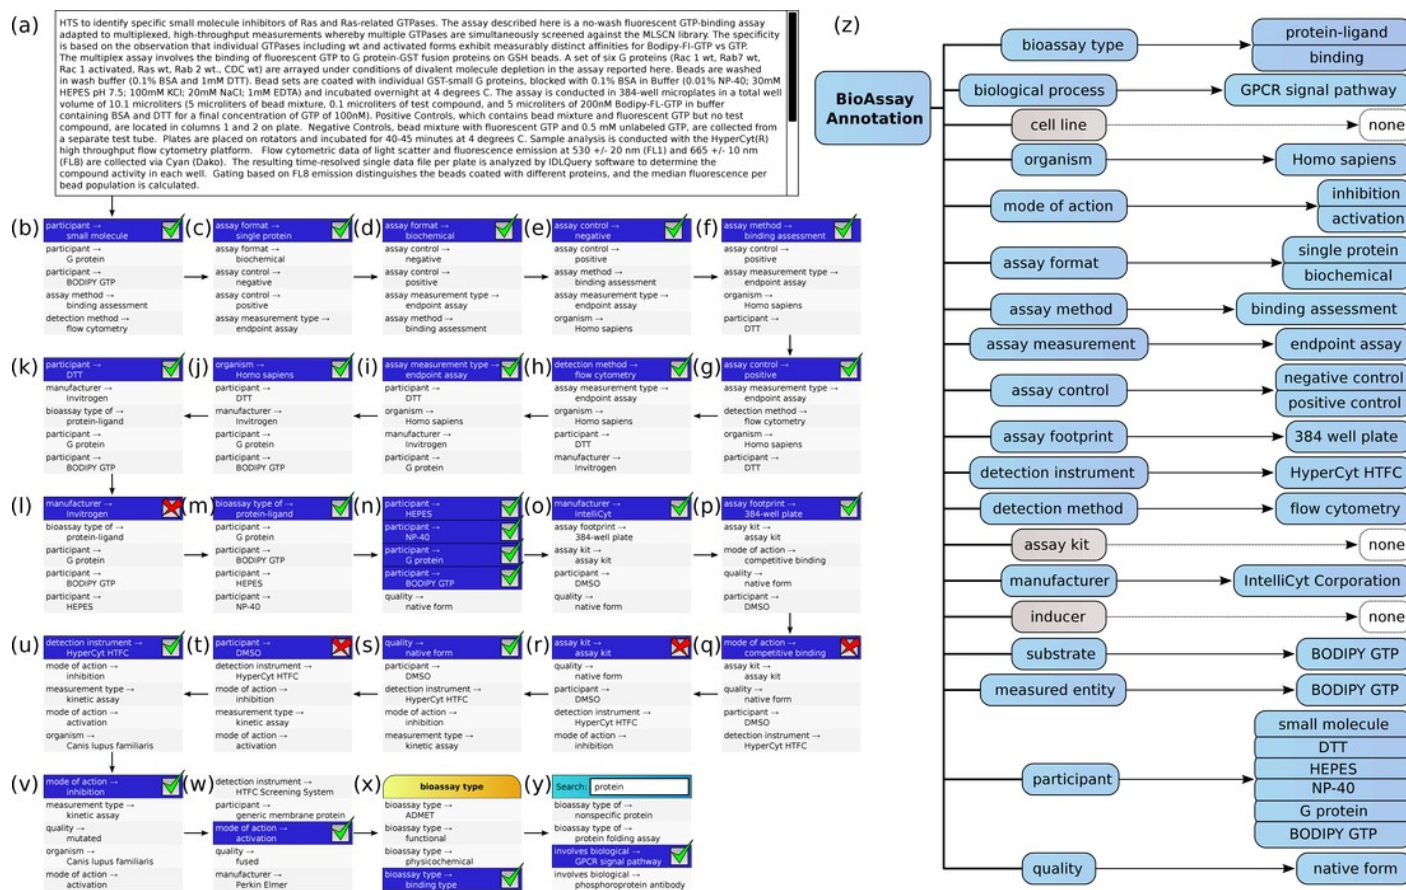 (a)
HTS to identify specific small molecule inhibitors of Ras and Ras-related GTPases. The assay described here is a no-wash fluorescent GTP-binding assay
adapted to multiplexed, high-throughput measurements whereby multiple GTPases are simultaneously screened against the MLSCN library. The specificity
is based on the observation that individual GTPases including wt and activated forms exhibit measurably distinct affinities for Bodipy-Fl-GTP vs GTP.
The multiplex assay involves the binding of fluorescent GTP to G protein-GST fusion proteins on GSH beads. A set of six G proteins (Rac 1 wt, Rab7 wt,
Rac 1 activated, Ras wt, Rab 2 wt., CDC wt) are arrayed under conditions of divalent molecule depletion in the assay reported here. Beads are washed
in wash buffer (0.1% BSA and 1mM DTT). Bead sets are coated with individual GST-small G proteins, blocked with 0.1% BSA in Buffer (0.01% NP-40; 30mM
HEPES pH 7.5; 100mM KCl; 20mM NaCl; 1mM EDTA) and incubated overnight at 4 degrees C. The assay is conducted in 384-well microplates in a total well
volume of 10.1 microliters (5 microliters of bead mixture, 0.1 microliters of test compound, and 5 microliters of 200nM Bodipy-FL-GTP in buffer
containing BSA and DTT for a final concentration of GTP of 100nM). Positive Controls, which contains bead mixture and fluorescent GTP but no test
compound, are located in columns 1 and 2 on plate. Negative Controls, bead mixture with fluorescent GTP and 0.5 mM unlabeled GTP, are collected from
a separate test tube. Plates are placed on rotators and incubated for 40-45 minutes at 4 degrees C. Sample analysis is conducted with the HyperCyt(R)
high throughput flow cytometry platform. Flow cytometric data of light scatter and fluorescence emission at 530 +/- 20 nm (FL1) and 665 +/- 10 nm
(FL8) are collected via Cyan (Dako). The resulting time-resolved single data file per plate is analyzed by IDLQuery software to determine the
compound activity in each well. Gating based on FL8 emission distinguishes the beads coated with different proteins, and the median fluorescence per
bead population is calculated.
(b)
participant →
small molecule
participant →
G protein
participant →
BODIPY GTP
assay method →
binding assessment
detection method →
flow cytometry
(c)
assay format →
single protein
assay format →
biochemical
assay control →
negative
assay control →
positive
assay measurement type →
endpoint assay
(d)
assay format →
biochemical
assay control →
negative
assay control →
positive
assay measurement type →
endpoint assay
assay method →
binding assessment
(e)
assay control →
negative
assay control →
positive
assay method →
binding assessment
assay measurement type →
endpoint assay
organism →
Homo sapiens
(f)
assay method →
binding assessment
assay control →
positive
assay measurement type →
endpoint assay
organism →
Homo sapiens
participant →
DTT
(k)
participant →
DTT
manufacturer →
Invitrogen
bioassay type of →
protein-ligand
participant →
G protein
participant →
BODIPY GTP
(j)
organism →
Homo sapiens
participant →
DTT
manufacturer →
Invitrogen
participant →
G protein
participant →
BODIPY GTP
(i)
assay measurement type →
endpoint assay
participant →
DTT
organism →
Homo sapiens
manufacturer →
Invitrogen
participant →
G protein
(h)
detection method →
flow cytometry
assay measurement type →
endpoint assay
organism →
Homo sapiens
participant →
DTT
manufacturer →
Invitrogen
(g)
assay control →
positive
assay measurement type →
endpoint assay
detection method →
flow cytometry
organism →
Homo sapiens
participant →
DTT
(l)
manufacturer →
Invitrogen
bioassay type of →
protein-ligand
participant →
G protein
participant →
BODIPY GTP
participant →
HEPES
(m)
bioassay type of →
protein-ligand
participant →
G protein
participant →
BODIPY GTP
participant →
HEPES
participant →
NP-40
(n)
participant →
HEPES
participant →
NP-40
participant →
G protein
participant →
BODIPY GTP
quality →
native form
(o)
manufacturer →
IntelliCyt
assay footprint →
384-well plate
assay kit →
assay kit
participant →
DMSO
quality →
native form
(p)
assay footprint →
384-well plate
assay kit →
assay kit
mode of action →
competitive binding
quality →
native form
participant →
DMSO
(u)
detection instrument →
HyperCyt HTFC
mode of action →
inhibition
measurement type →
kinetic assay
mode of action →
activation
organism →
Canis lupus familiaris
(t)
participant →
DMSO
detection instrument →
HyperCyt HTFC
mode of action →
inhibition
measurement type →
kinetic assay
mode of action →
activation
(s)
quality →
native form
participant →
DMSO
detection instrument →
HyperCyt HTFC
mode of action →
inhibition
measurement type →
kinetic assay
(r)
assay kit →
assay kit
quality →
native form
participant →
DMSO
detection instrument →
HyperCyt HTFC
mode of action →
inhibition
(q)
mode of action →
competitive binding
assay kit →
assay kit
quality →
native form
participant →
DMSO
detection instrument →
HyperCyt HTFC
(v)
mode of action →
inhibition
measurement type →
kinetic assay
quality →
mutated
organism →
Canis lupus familiaris
mode of action →
activation
(w)
detection instrument →
HTFC Screening System
participant →
generic membrane protein
mode of action →
activation
quality →
fused
manufacturer →
Perkin Elmer
(x)
bioassay type
bioassay type →
ADMET
bioassay type →
functional
bioassay type →
physicochemical
bioassay type →
binding type
(y)
Search: protein
bioassay type of →
nonspecific protein
bioassay type of →
protein folding assay
involves biological →
GPCR signal pathway
involves biological →
phosphoprotein antibody
(z)
BioAssay
Annotation
bioassay type
protein-ligand
binding
biological process
GPCR signal pathway
cell line
none
organism
Homo sapiens
mode of action
inhibition
activation
assay format
single protein
biochemical
assay method
binding assessment
assay measurement
endpoint assay
assay control
negative control
positive control
assay footprint
384 well plate
detection instrument
HyperCyt HTFC
detection method
flow cytometry
assay kit
none
manufacturer
IntelliCyt Corporation
inducer
none
substrate
BODIPY GTP
measured entity
BODIPY GTP
participant
small molecule
DTT
HEPES
NP-40
G protein
BODIPY GTP
quality
native form